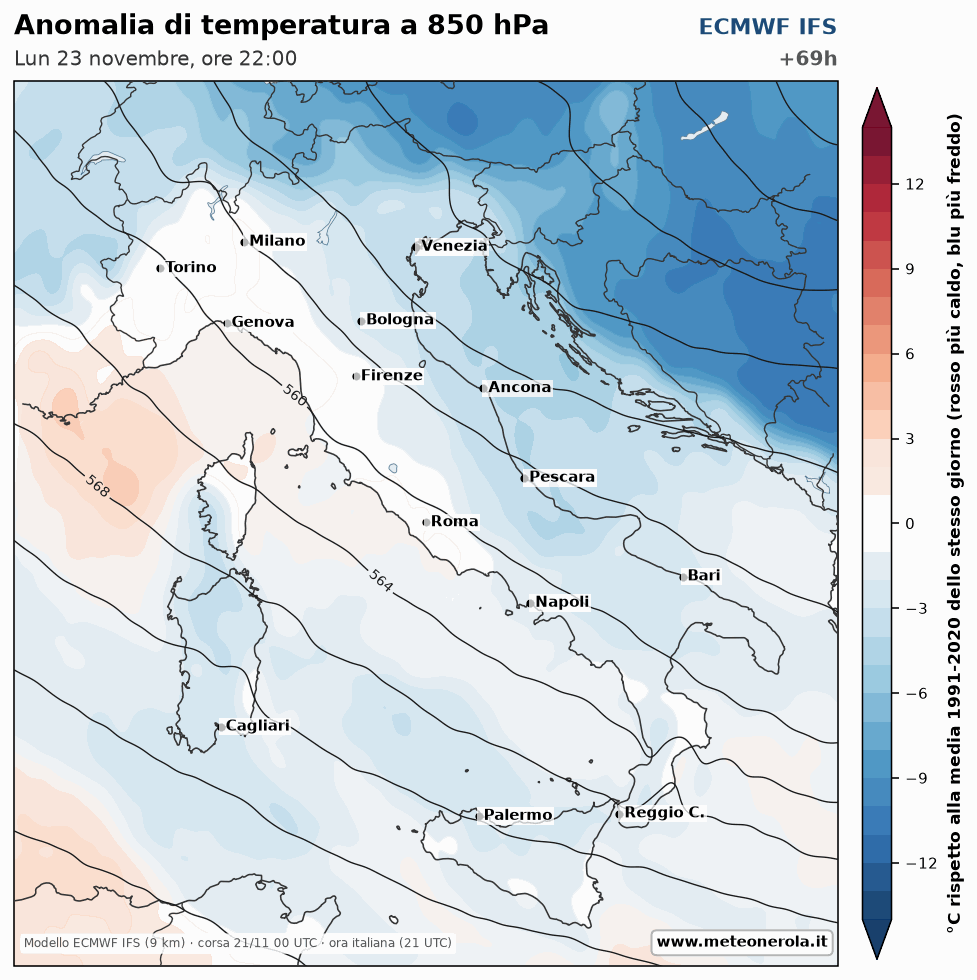 Anomalia di temperatura a 850 hPa
ECMWF IFS
Lun 23 novembre, ore 22:00
+69h
Milano
Venezia
Torino
Genova
Bologna
Firenze
Ancona
560
568
Pescara
Roma
564
Bari
Napoli
Cagliari
Palermo
Reggio C.
Modello ECMWF IFS (9 km) · corsa 21/11 00 UTC · ora italiana (21 UTC)
www.meteonerola.it
12
9
6
3
0
−3
−6
−9
−12
°C rispetto alla media 1991-2020 dello stesso giorno (rosso più caldo, blu più freddo)